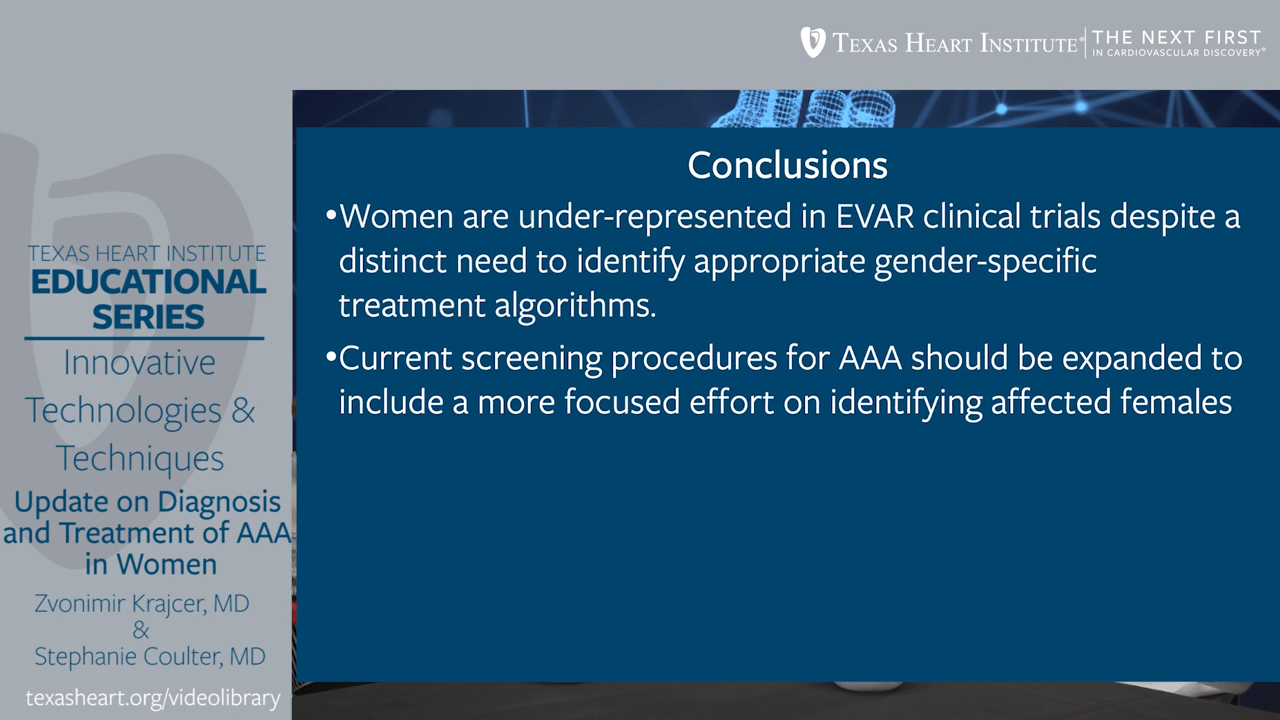 TEXAS HEART INSTITUTE® THE NEXT FIRST
IN CARDIOVASCULAR DISCOVERY®
TEXAS HEART INSTITUTE
EDUCATIONAL
SERIES
Innovative
Technologies &
Techniques
Update on Diagnosis
and Treatment of AAA
in Women
Zvonimir Krajcer, MD
&
Stephanie Coulter, MD
texasheart.org/videolibrary
Conclusions
•Women are under-represented in EVAR clinical trials despite a
distinct need to identify appropriate gender-specific
treatment algorithms.
•Current screening procedures for AAA should be expanded to
include a more focused effort on identifying affected females